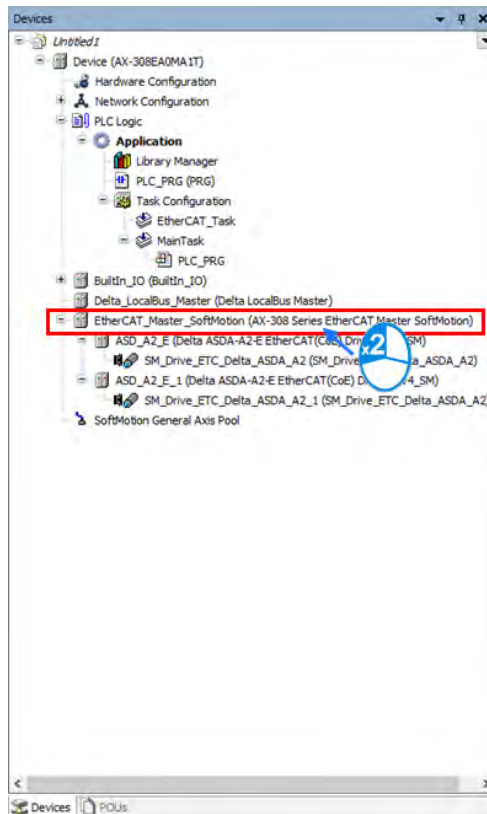 Devices
Untitled1
Device (AX-308EA0MA1T)
Hardware Configuration
Network Configuration
PLC Logic
Application
Library Manager
PLC_PRG (PRG)
Task Configuration
EtherCAT_Task
MainTask
PLC_PRG
BuiltIn_IO (BuiltIn_IO)
Delta_LocalBus_Master (Delta LocalBus Master)
EtherCAT_Master_SoftMotion (AX-308 Series EtherCAT Master SoftMotion)
ASD_A2_E (Delta ASDA-A2-E EtherCAT(CoE) SM)
x2
SM_Drive_ETC_Delta_ASDA_A2 (SM_Drive a_ASDA_A2)
ASD_A2_E_1 (Delta ASDA-A2-E EtherCAT(CoE) D 4_SM)
SM_Drive_ETC_Delta_ASDA_A2_1 (SM_Drive_ETC_Delta_ASDA_A2
SoftMotion General Axis Pool
Devices POUs